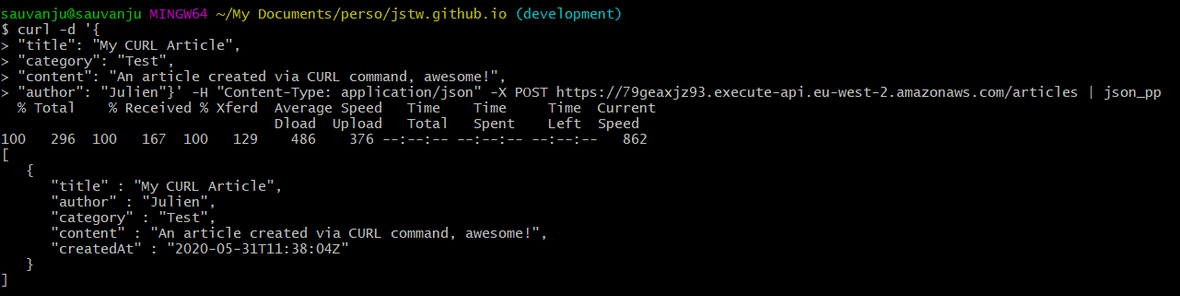 sauvanju@sauvanju MINGW64 ~/My Documents/perso/jstw.github.io (development)
$ curl -d '{
> "title": "My CURL Article",
> "category": "Test",
> "content": "An article created via CURL command, awesome!",
> "author": "Julien"}' -H "Content-Type: application/json" -X POST https://79geaxjz93.execute-api.eu-west-2.amazonaws.com/articles | json_pp
  % Total    % Received % Xferd  Average Speed   Time    Time     Time  Current
                                 Dload  Upload   Total   Spent    Left  Speed
100   296  100   167  100   129    486    376 --:--:-- --:--:-- --:--:--   862
[
   {
      "title" : "My CURL Article",
      "author" : "Julien",
      "category" : "Test",
      "content" : "An article created via CURL command, awesome!",
      "createdAt" : "2020-05-31T11:38:04Z"
   }
]